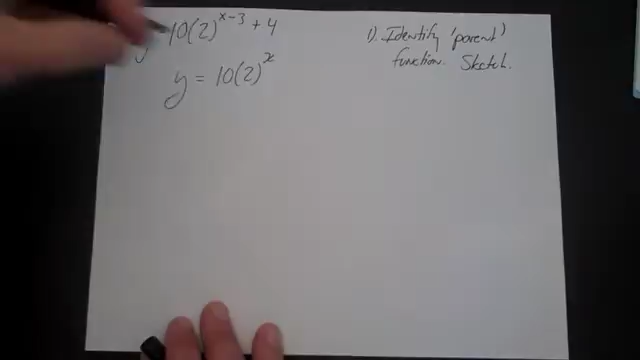 y 10(2)^{x-3} + 4
y = 10(2)^x
1). Identify 'parent'
function. Sketch.